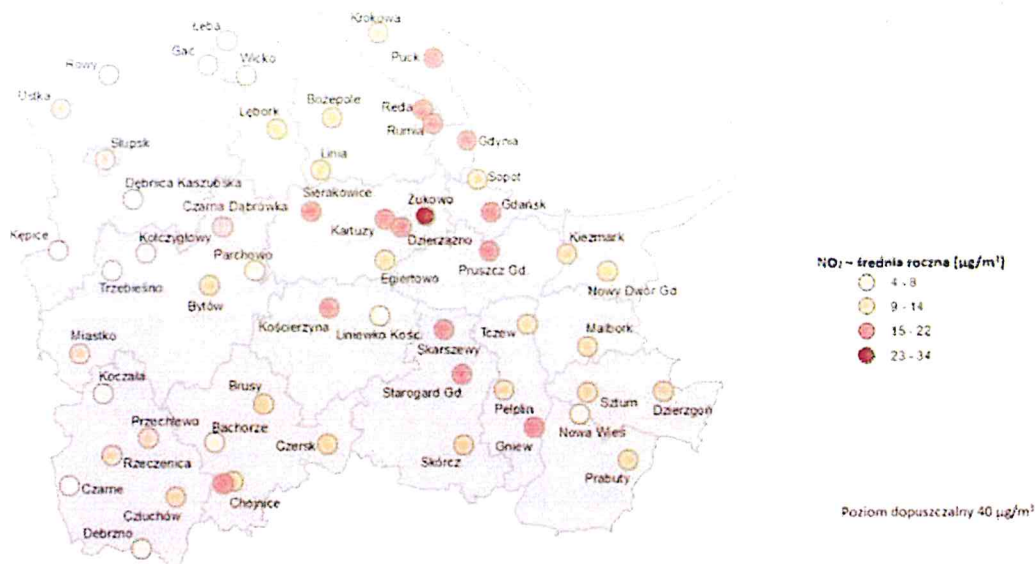 Łeba
Krokowa
Gać
Wicko
Puck
Rowy
Ustka
Lębork
Bożepole
Reda
Rumia
Gdynia
Słupsk
Linia
Sopot
Dębnica Kaszubska
Sierakowice
Żukowo
Czarna Dąbrówka
Gdańsk
Kępice
Kołczygłowy
Kartuzy
Dzierżążno
Kiezmark
Parchowo
Pruszcz Gd.
Trzebielino
Egiertowo
Nowy Dwór Gd
Bytów
Kościerzyna
Liniewko Kość.
Tczew
Malbork
Miastko
Skarszewy
Koczała
Brusy
Starogard Gd.
Pelplin
Sztum
Dzierzgoń
Przechlewo
Bachorze
Nowa Wieś
Rzeczenica
Czersk
Skórcz
Gniew
Prabuty
Czarne
Chojnice
Człuchów
Debrzno
NO₂ – średnia roczna [µg/m³]
4 - 8
9 - 14
15 - 22
23 - 34
Poziom dopuszczalny 40 µg/m³